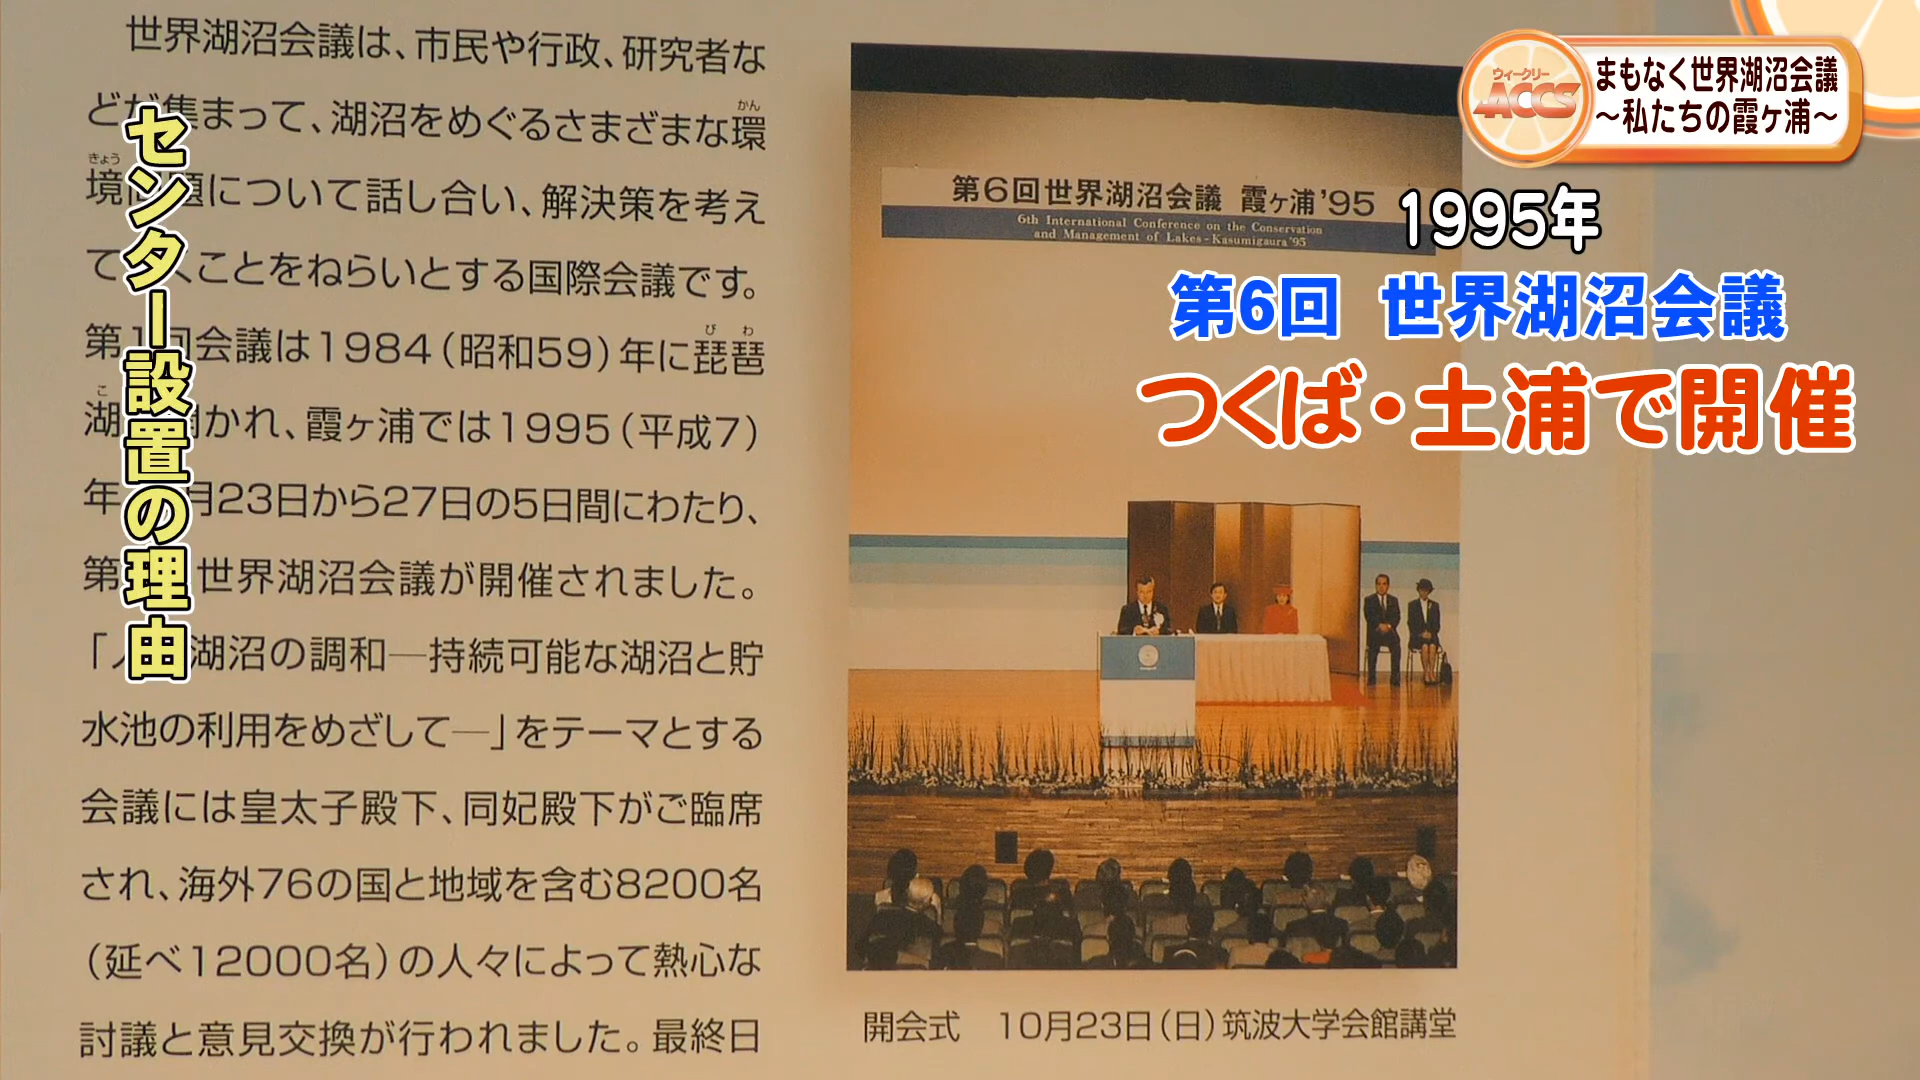 世界湖沼会議は、市民や行政、研究者な
かん
どだ集まって、湖沼をめぐるさまざまな環
きょう
境問題について話し合い、解決策を考え
て ことをねらいとする国際会議です。
びわ
第1回会議は1984(昭和59)年に琵琶
こ
湖 開かれ、霞ヶ浦では1995(平成7)
年 月23日から27日の5日間にわたり、
第 世界湖沼会議が開催されました。
「人 湖沼の調和―持続可能な湖沼と貯
水池の利用をめざして―」をテーマとする
会議には皇太子殿下、同妃殿下がご臨席
され、海外76の国と地域を含む8200名
(延べ12000名)の人々によって熱心な
討議と意見交換が行われました。最終日
センター設置の理由
第6回世界湖沼会議 霞ヶ浦'95
6th International Conference on the Conservation
and Management of Lakes-Kasumigaura'95
開会式 10月23日(日)筑波大学会館講堂
ウィークリー
ACCS
まもなく世界湖沼会議
~私たちの霞ヶ浦~
1995年
第6回 世界湖沼会議
つくば・土浦で開催